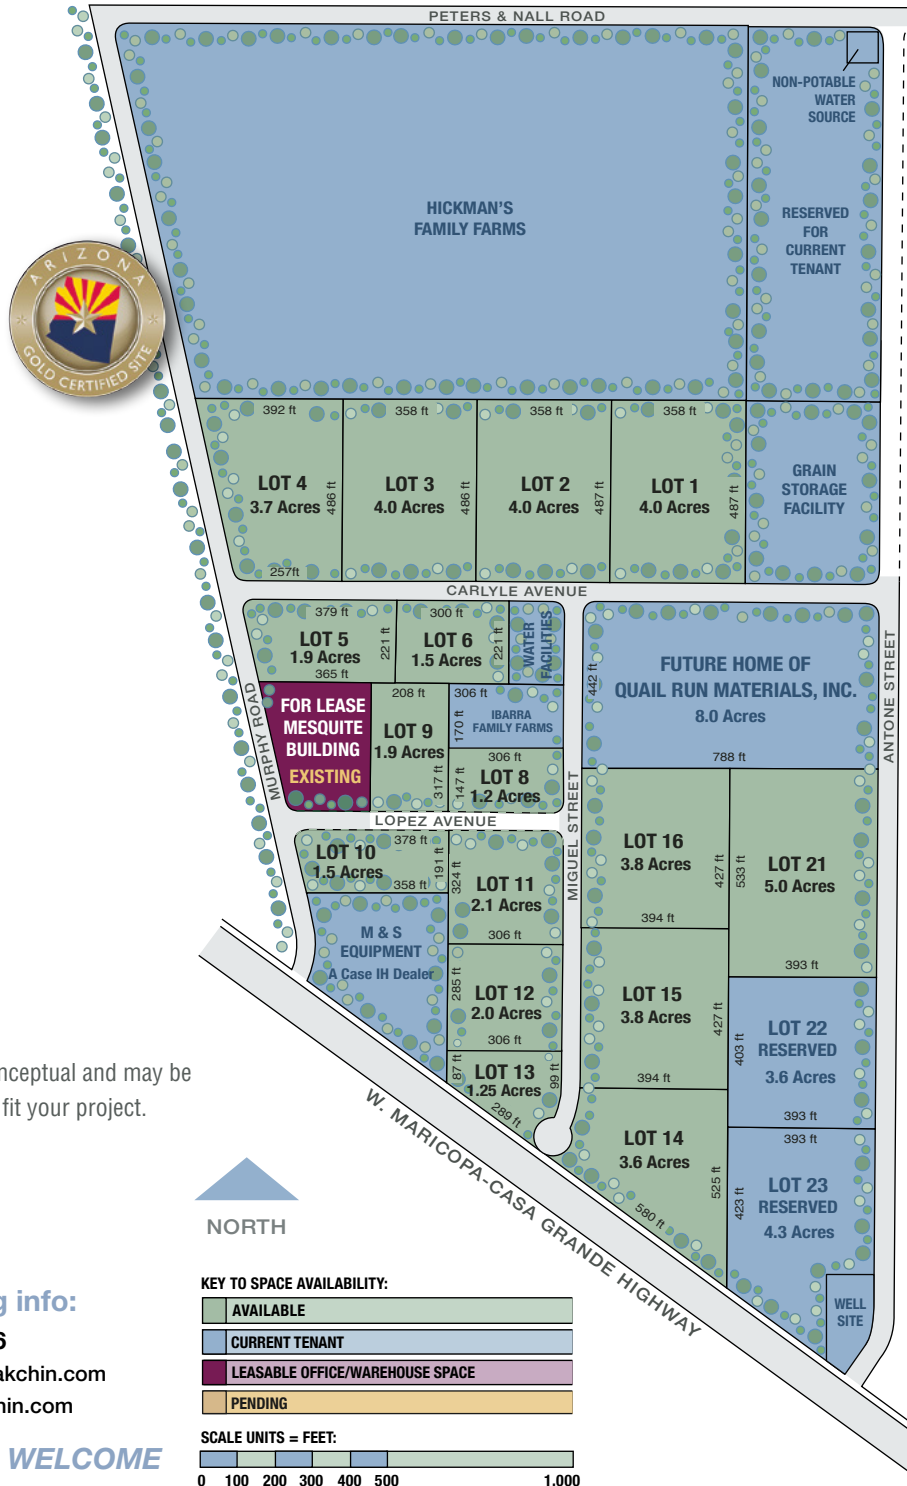 PETERS & NALL ROAD
NON-POTABLE
WATER
SOURCE
HICKMAN'S
FAMILY FARMS
RESERVED
FOR
CURRENT
TENANT
ARIZONA
GOLD CERTIFIED SITE
392 ft
358 ft
358 ft
358 ft
LOT 4
3.7 Acres
486 ft
LOT 3
4.0 Acres
486 ft
LOT 2
4.0 Acres
487 ft
LOT 1
4.0 Acres
487 ft
GRAIN
STORAGE
FACILITY
257ft
CARLYLE AVENUE
379 ft
LOT 5
1.9 Acres
365 ft
221 ft
300 ft
LOT 6
1.5 Acres
221 ft
WATER
FACILITIES
442 ft
FUTURE HOME OF
QUAIL RUN MATERIALS, INC.
8.0 Acres
788 ft
ANTONE STREET
MURPHY ROAD
FOR LEASE
MESQUITE
BUILDING
EXISTING
208 ft
LOT 9
1.9 Acres
317 ft
306 ft
170 ft
IBARRA
FAMILY FARMS
306 ft
147 ft
LOT 8
1.2 Acres
MIGUEL STREET
LOPEZ AVENUE
378 ft
LOT 10
1.5 Acres
358 ft
191 ft
324 ft
LOT 11
2.1 Acres
306 ft
LOT 16
3.8 Acres
427 ft
394 ft
533 ft
LOT 21
5.0 Acres
393 ft
M & S
EQUIPMENT
A Case IH Dealer
285 ft
LOT 12
2.0 Acres
306 ft
LOT 15
3.8 Acres
427 ft
394 ft
LOT 22
RESERVED
3.6 Acres
403 ft
393 ft
87 ft
LOT 13
1.25 Acres
99 ft
289 ft
LOT 14
3.6 Acres
525 ft
580 ft
393 ft
LOT 23
RESERVED
4.3 Acres
423 ft
WELL
SITE
W. MARICOPA-CASA GRANDE HIGHWAY
nceptual and may be
fit your project.
NORTH
g info:
6
akchin.com
hin.com
WELCOME
KEY TO SPACE AVAILABILITY:
AVAILABLE
CURRENT TENANT
LEASABLE OFFICE/WAREHOUSE SPACE
PENDING
SCALE UNITS = FEET:
0 100 200 300 400 500 1.000